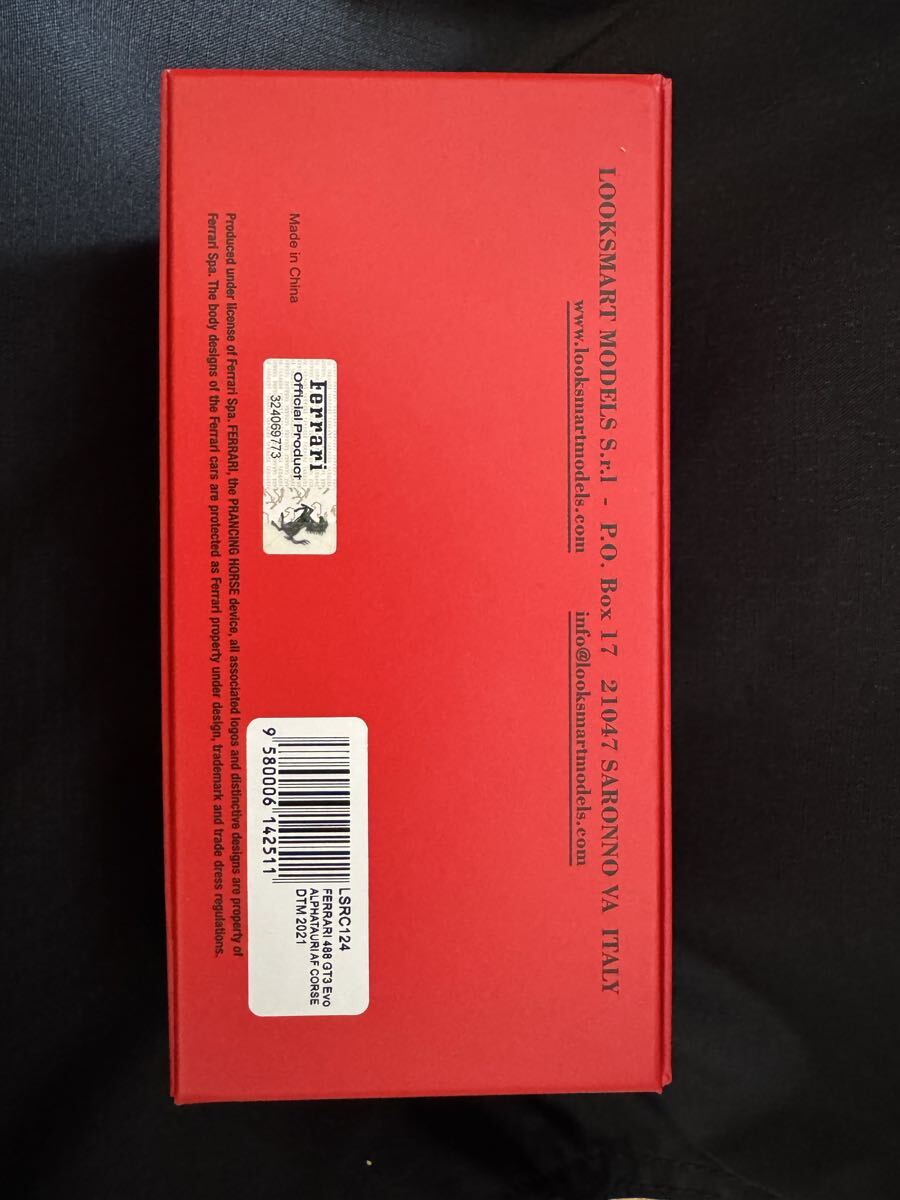 LOOKSMART MODELS S.r.l - P.O. Box 17 21047 SARONNO VA ITALY
www.looksmartmodels.com info@looksmartmodels.com
Ferrari
Official Product
324069773
LSRC124
FERRARI 488 GT3 EVO
ALPHATAURI AF CORSE
DTM 2021
9 580006 142511
Made in China
Produced under license of Ferrari Spa. FERRARI, the PRANCING HORSE device, all associated logos and distinctive designs are property of
Ferrari Spa. The body designs of the Ferrari cars are protected as Ferrari property under design, trademark and trade dress regulations.